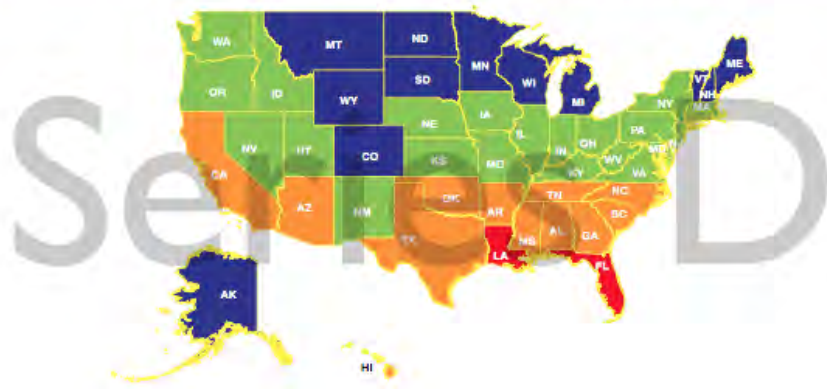 WA
MT
ND
MN
WI
MI
VT
NH
ME
OR
ID
WY
SD
IA
NE
NY
MA
NV
UT
CO
KS
MO
IL
IN
OH
PA
WV
VA
KY
CA
AZ
NM
OK
AR
TN
NC
SC
TX
LA
MS
AL
GA
FL
AK
HI
Series D